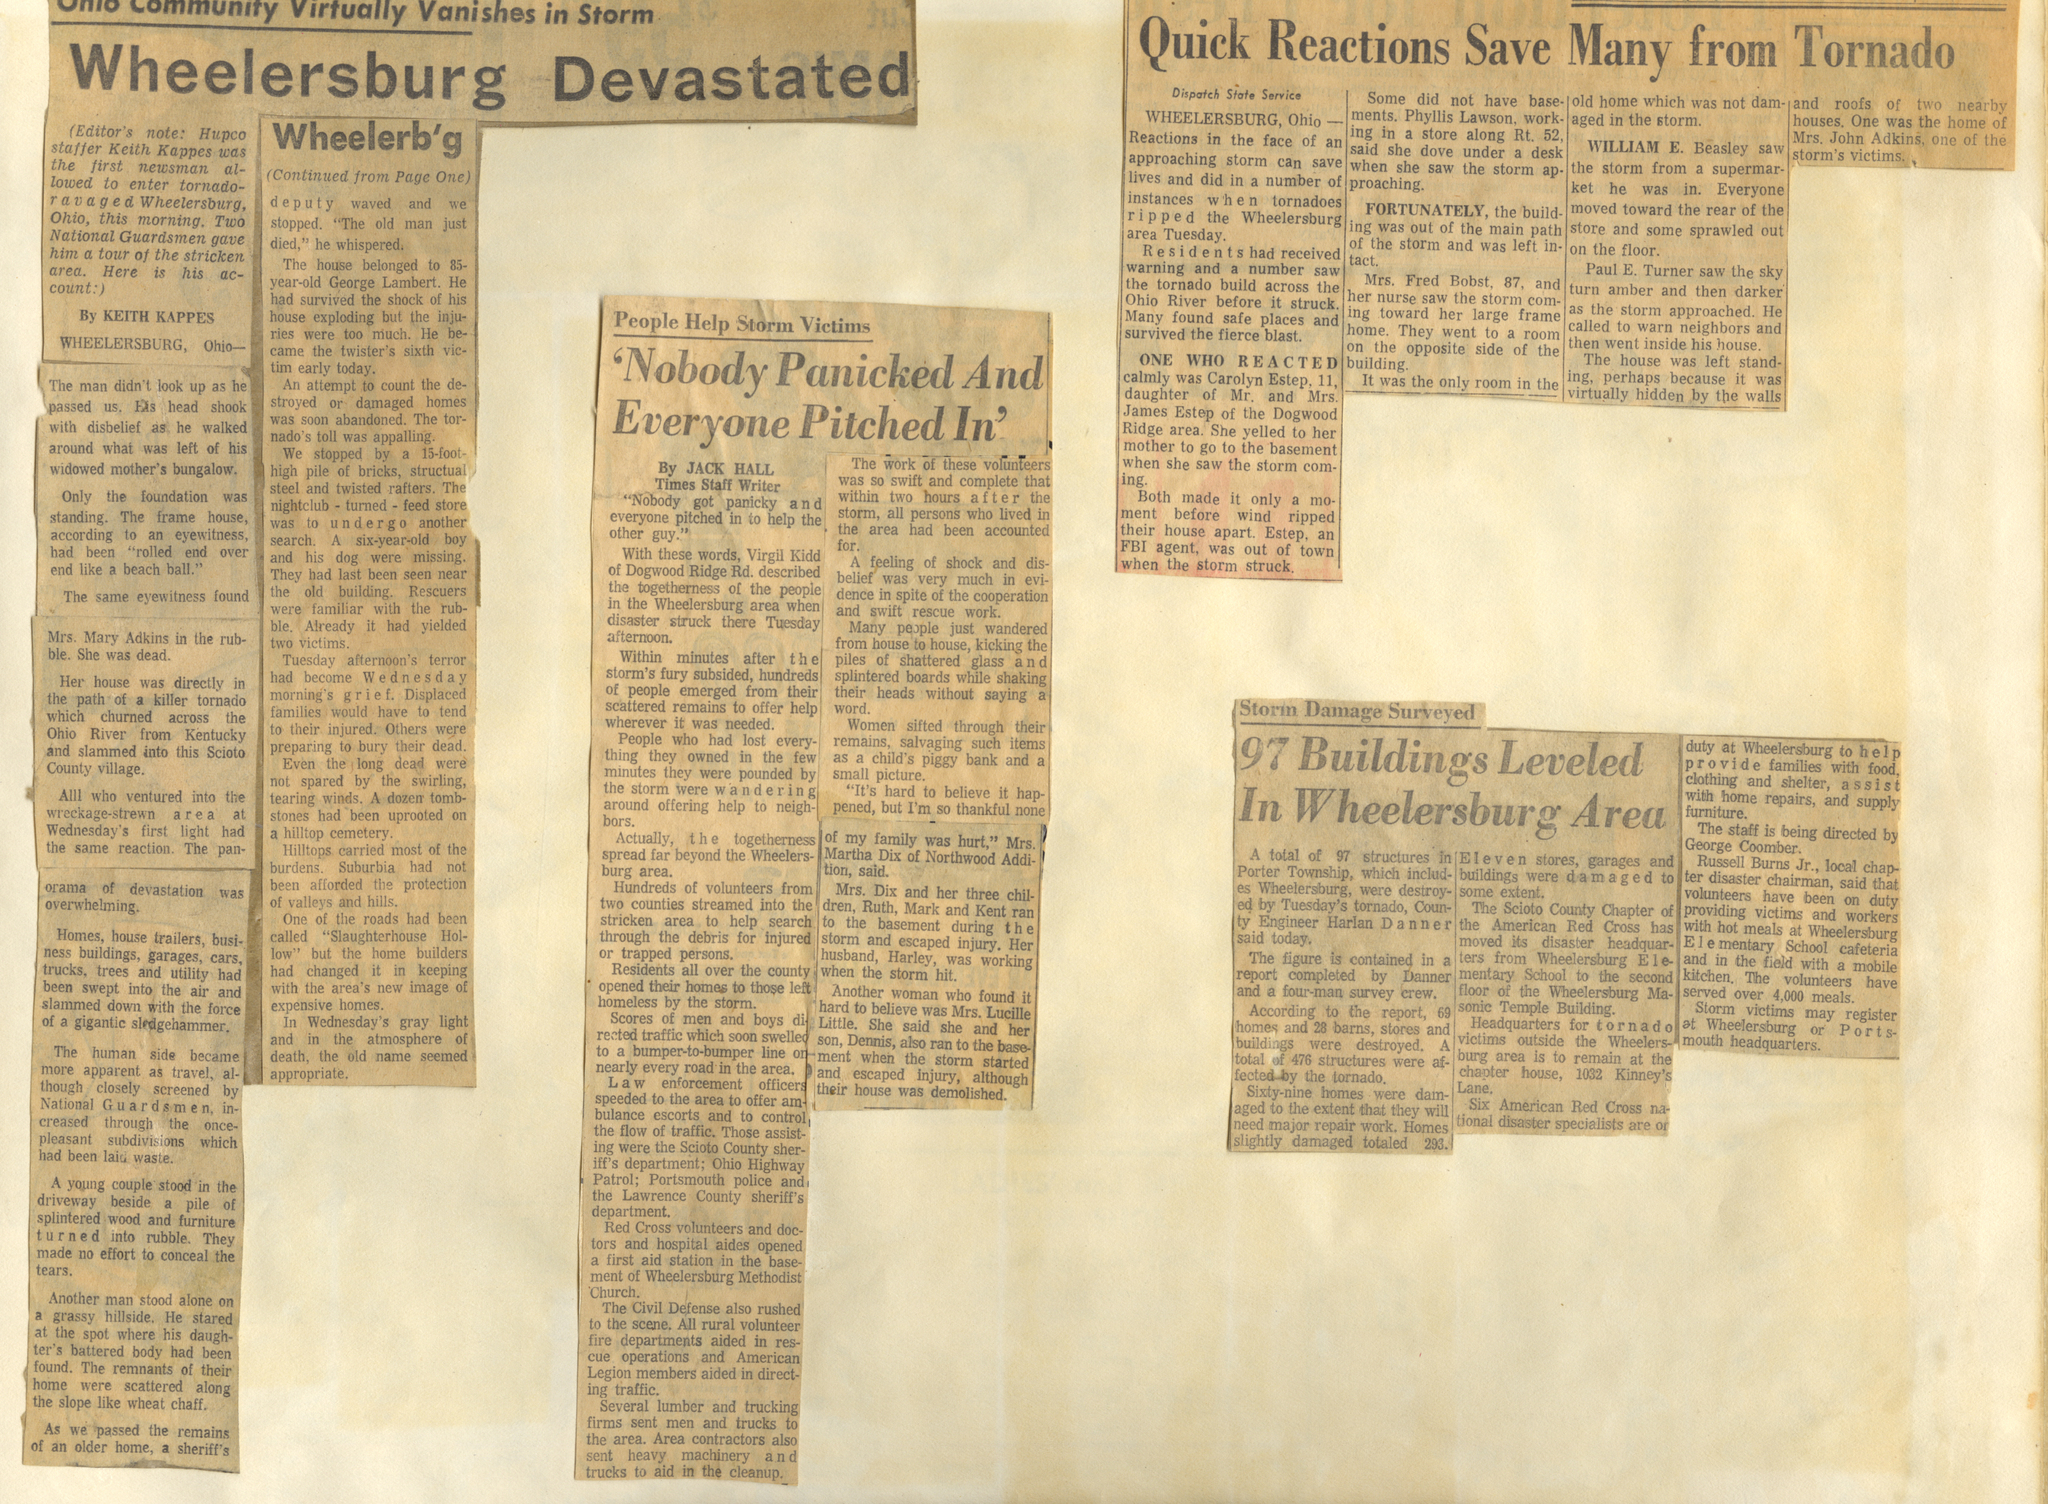 Ohio Community Virtually Vanishes in Storm
Wheelersburg Devastated
(Editor's note: Hupco
staffer Keith Kappes was
the first newsman al-
lowed to enter tornado-
ravaged Wheelersburg,
Ohio, this morning. Two
National Guardsmen gave
him a tour of the stricken
area. Here is his ac-
count:)
By KEITH KAPPES
WHEELERSBURG, Ohio—
The man didn't look up as he
passed us. His head shook
with disbelief as he walked
around what was left of his
widowed mother's bungalow.
Only the foundation was
standing. The frame house,
according to an eyewitness,
had been "rolled end over
end like a beach ball."
The same eyewitness found
Mrs. Mary Adkins in the rub-
ble. She was dead.
Her house was directly in
the path of a killer tornado
which churned across the
Ohio River from Kentucky
and slammed into this Scioto
County village.
Alll who ventured into the
wreckage-strewn area at
Wednesday's first light had
the same reaction. The pan-
orama of devastation was
overwhelming.
Homes, house trailers, busi-
ness buildings, garages, cars,
trucks, trees and utility had
been swept into the air and
slammed down with the force
of a gigantic sledgehammer.
The human side became
more apparent as travel, al-
though closely screened by
National Guardsmen, in-
creased through the once-
pleasant subdivisions which
had been laid waste.
A young couple stood in the
driveway beside a pile of
splintered wood and furniture
turned into rubble. They
made no effort to conceal the
tears.
Another man stood alone on
a grassy hillside. He stared
at the spot where his daugh-
ter's battered body had been
found. The remnants of their
home were scattered along
the slope like wheat chaff.
As we passed the remains
of an older home, a sheriff's
Wheelerb'g
(Continued from Page One)
deputy waved and we
stopped. "The old man just
died," he whispered.
The house belonged to 85-
year-old George Lambert. He
had survived the shock of his
house exploding but the inju-
ries were too much. He be-
came the twister's sixth vic-
tim early today.
An attempt to count the de-
stroyed or damaged homes
was soon abandoned. The tor-
nado's toll was appalling.
We stopped by a 15-foot-
high pile of bricks, structual
steel and twisted rafters. The
nightclub - turned - feed store
was to undergo another
search. A six-year-old boy
and his dog were missing.
They had last been seen near
the old building. Rescuers
were familiar with the rub-
ble. Already it had yielded
two victims.
Tuesday afternoon's terror
had become Wednesday
morning's grief. Displaced
families would have to tend
to their injured. Others were
preparing to bury their dead.
Even the long dead were
not spared by the swirling,
tearing winds. A dozen tomb-
stones had been uprooted on
a hilltop cemetery.
Hilltops carried most of the
burdens. Suburbia had not
been afforded the protection
of valleys and hills.
One of the roads had been
called "Slaughterhouse Hol-
low" but the home builders
had changed it in keeping
with the area's new image of
expensive homes.
In Wednesday's gray light
and in the atmosphere of
death, the old name seemed
appropriate.
People Help Storm Victims
'Nobody Panicked And
Everyone Pitched In'
By JACK HALL
Times Staff Writer
"Nobody got panicky and
everyone pitched in to help the
other guy."
With these words, Virgil Kidd
of Dogwood Ridge Rd. described
the togetherness of the people
in the Wheelersburg area when
disaster struck there Tuesday
afternoon.
Within minutes after the
storm's fury subsided, hundreds
of people emerged from their
scattered remains to offer help
wherever it was needed.
People who had lost every-
thing they owned in the few
minutes they were pounded by
the storm were wandering
around offering help to neigh-
bors.
Actually, the togetherness
spread far beyond the Wheelers-
burg area.
Hundreds of volunteers from
two counties streamed into the
stricken area to help search
through the debris for injured
or trapped persons.
Residents all over the county
opened their homes to those left
homeless by the storm.
Scores of men and boys di-
rected traffic which soon swelled
to a bumper-to-bumper line on
nearly every road in the area.
Law enforcement officers
speeded to the area to offer am-
bulance escorts and to control
the flow of traffic. Those assist-
ing were the Scioto County sher-
iff's department; Ohio Highway
Patrol; Portsmouth police and
the Lawrence County sheriff's
department.
Red Cross volunteers and doc-
tors and hospital aides opened
a first aid station in the base-
ment of Wheelersburg Methodist
Church.
The Civil Defense also rushed
to the scene. All rural volunteer
fire departments aided in res-
cue operations and American
Legion members aided in direct-
ing traffic.
Several lumber and trucking
firms sent men and trucks to
the area. Area contractors also
sent heavy machinery and
trucks to aid in the cleanup.
The work of these volunteers
was so swift and complete that
within two hours after the
storm, all persons who lived in
the area had been accounted
for.
A feeling of shock and dis-
belief was very much in evi-
dence in spite of the cooperation
and swift rescue work.
Many people just wandered
from house to house, kicking the
piles of shattered glass and
splintered boards while shaking
their heads without saying a
word.
Women sifted through their
remains, salvaging such items
as a child's piggy bank and a
small picture.
"It's hard to believe it hap-
pened, but I'm so thankful none
of my family was hurt," Mrs.
Martha Dix of Northwood Addi-
tion, said.
Mrs. Dix and her three chil-
dren, Ruth, Mark and Kent ran
to the basement during the
storm and escaped injury. Her
husband, Harley, was working
when the storm hit.
Another woman who found it
hard to believe was Mrs. Lucille
Little. She said she and her
son, Dennis, also ran to the base-
ment when the storm started
and escaped injury, although
their house was demolished.
Quick Reactions Save Many from Tornado
Dispatch State Service
WHEELERSBURG, Ohio —
Reactions in the face of an
approaching storm can save
lives and did in a number of
instances when tornadoes
ripped the Wheelersburg
area Tuesday.
Residents had received
warning and a number saw
the tornado build across the
Ohio River before it struck.
Many found safe places and
survived the fierce blast.
ONE WHO REACTED
calmly was Carolyn Estep, 11,
daughter of Mr. and Mrs.
James Estep of the Dogwood
Ridge area. She yelled to her
mother to go to the basement
when she saw the storm com-
ing.
Both made it only a mo-
ment before wind ripped
their house apart. Estep, an
FBI agent, was out of town
when the storm struck.
Some did not have base-
ments. Phyllis Lawson, work-
ing in a store along Rt. 52,
said she dove under a desk
when she saw the storm ap-
proaching.
FORTUNATELY, the build-
ing was out of the main path
of the storm and was left in-
tact.
Mrs. Fred Bobst, 87, and
her nurse saw the storm com-
ing toward her large frame
home. They went to a room
on the opposite side of the
building.
It was the only room in the
old home which was not dam-
aged in the storm.
WILLIAM E. Beasley saw
the storm from a supermar-
ket he was in. Everyone
moved toward the rear of the
store and some sprawled out
on the floor.
Paul E. Turner saw the sky
turn amber and then darker
as the storm approached. He
called to warn neighbors and
then went inside his house.
The house was left stand-
ing, perhaps because it was
virtually hidden by the walls
and roofs of two nearby
houses. One was the home of
Mrs. John Adkins, one of the
storm's victims.
Storm Damage Surveyed
97 Buildings Leveled
In Wheelersburg Area
A total of 97 structures in
Porter Township, which includ-
es Wheelersburg, were destroy-
ed by Tuesday's tornado, Coun-
ty Engineer Harlan Danner
said today.
The figure is contained in a
report completed by Danner
and a four-man survey crew.
According to the report, 69
homes and 28 barns, stores and
buildings were destroyed. A
total of 476 structures were af-
fected by the tornado.
Sixty-nine homes were dam-
aged to the extent that they will
need major repair work. Homes
slightly damaged totaled 293.
Eleven stores, garages and
buildings were damaged to
some extent.
The Scioto County Chapter of
the American Red Cross has
moved its disaster headquar-
ters from Wheelersburg Ele-
mentary School to the second
floor of the Wheelersburg Ma-
sonic Temple Building.
Headquarters for tornado
victims outside the Wheelers-
burg area is to remain at the
chapter house, 1032 Kinney's
Lane.
Six American Red Cross na-
tional disaster specialists are or
duty at Wheelersburg to help
provide families with food,
clothing and shelter, assist
with home repairs, and supply
furniture.
The staff is being directed by
George Coomber.
Russell Burns Jr., local chap-
ter disaster chairman, said that
volunteers have been on duty
providing victims and workers
with hot meals at Wheelersburg
Elementary School cafeteria
and in the field with a mobile
kitchen. The volunteers have
served over 4,000 meals.
Storm victims may register
at Wheelersburg or Ports-
mouth headquarters.